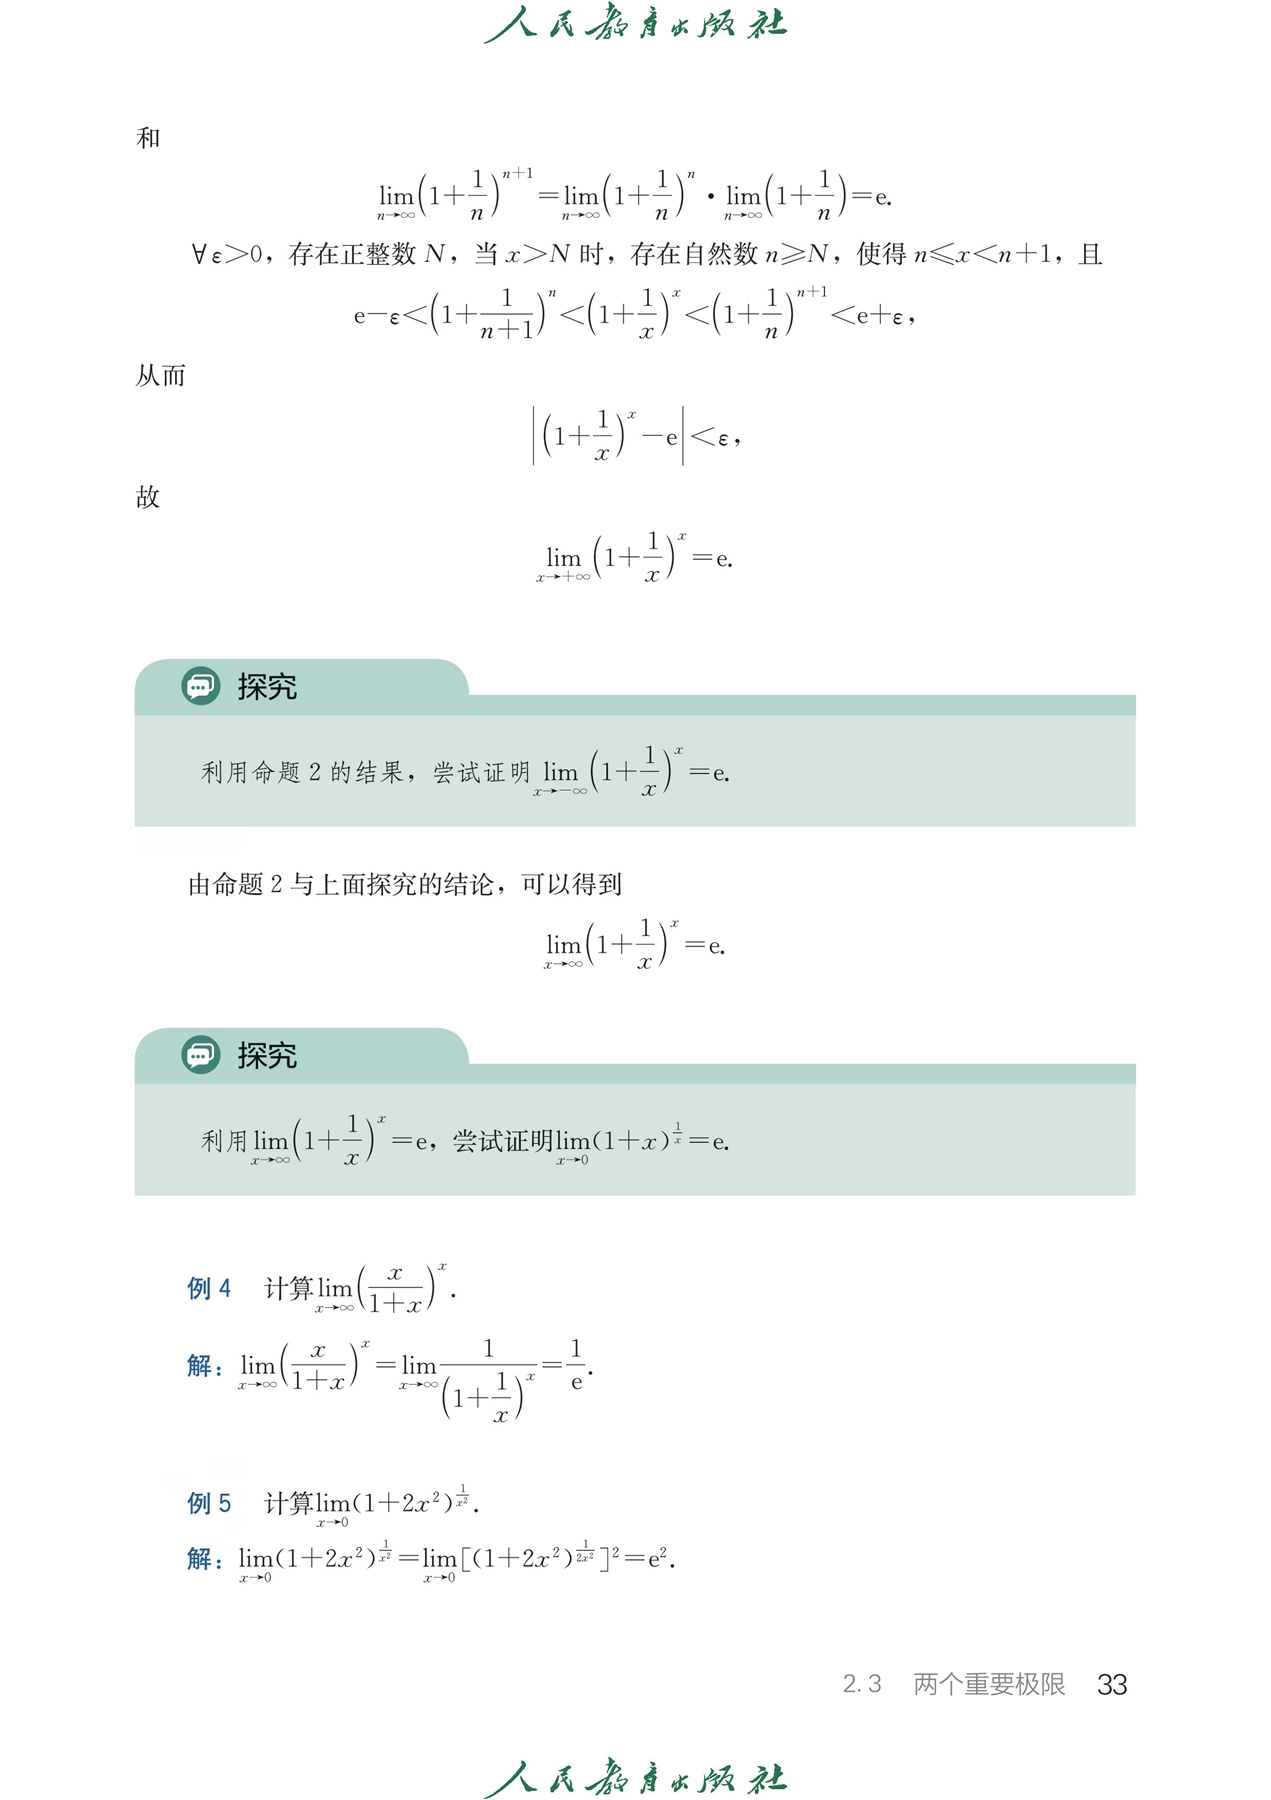 人民教育出版社
和
$\lim_{n\to\infty}\left(1+\frac{1}{n}\right)^{n+1}=\lim_{n\to\infty}\left(1+\frac{1}{n}\right)^{n}\cdot\lim_{n\to\infty}\left(1+\frac{1}{n}\right)=\mathrm{e}.$
∀ε>0，存在正整数 N，当 x>N 时，存在自然数 n≥N，使得 n≤x<n+1，且
$\mathrm{e}-ε<\left(1+\frac{1}{n+1}\right)^{n}<\left(1+\frac{1}{x}\right)^{x}<\left(1+\frac{1}{n}\right)^{n+1}<\mathrm{e}+ε,$
从而
$\left|\left(1+\frac{1}{x}\right)^{x}-\mathrm{e}\right|<ε,$
故
$\lim_{x\to+\infty}\left(1+\frac{1}{x}\right)^{x}=\mathrm{e}.$
探究
利用命题 2 的结果，尝试证明 $\lim_{x\to-\infty}\left(1+\frac{1}{x}\right)^{x}=\mathrm{e}.$
由命题 2 与上面探究的结论，可以得到
$\lim_{x\to\infty}\left(1+\frac{1}{x}\right)^{x}=\mathrm{e}.$
探究
利用 $\lim_{x\to\infty}\left(1+\frac{1}{x}\right)^{x}=\mathrm{e}$，尝试证明 $\lim_{x\to0}(1+x)^{\frac{1}{x}}=\mathrm{e}.$
例 4 计算 $\lim_{x\to\infty}\left(\frac{x}{1+x}\right)^{x}.$
解：$\lim_{x\to\infty}\left(\frac{x}{1+x}\right)^{x}=\lim_{x\to\infty}\frac{1}{\left(1+\frac{1}{x}\right)^{x}}=\frac{1}{\mathrm{e}}.$
例 5 计算 $\lim_{x\to0}(1+2x^{2})^{\frac{1}{x^{2}}}.$
解：$\lim_{x\to0}(1+2x^{2})^{\frac{1}{x^{2}}}=\lim_{x\to0}[(1+2x^{2})^{\frac{1}{2x^{2}}}]^{2}=\mathrm{e}^{2}.$
2.3 两个重要极限 33
人民教育出版社